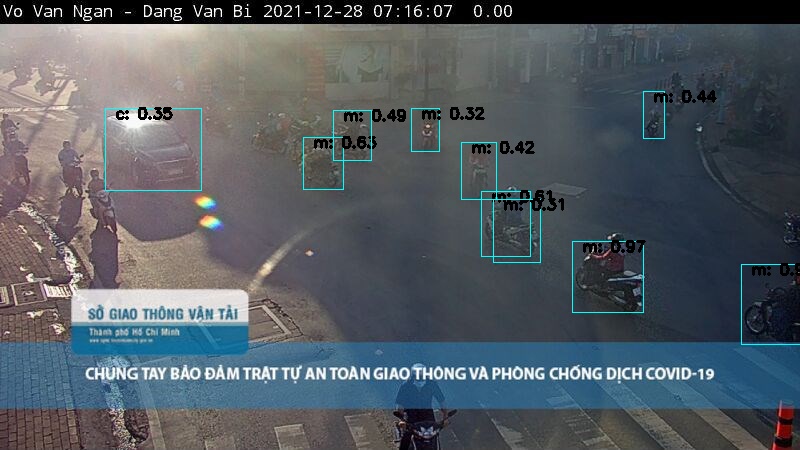 Vo Van Ngan - Dang Van Bi 2021-12-28 07:16:07 0.00
c: 0.35
m: 0.49
m: 0.32
m: 0.44
m: 0.63
m: 0.42
m: 0.61
m: 0.31
m: 0.97
SỞ GIAO THÔNG VẬN TẢI
Thành phố Hồ Chí Minh
CHUNG TAY BẢO ĐẢM TRẬT TỰ AN TOÀN GIAO THÔNG VÀ PHÒNG CHỐNG DỊCH COVID-19